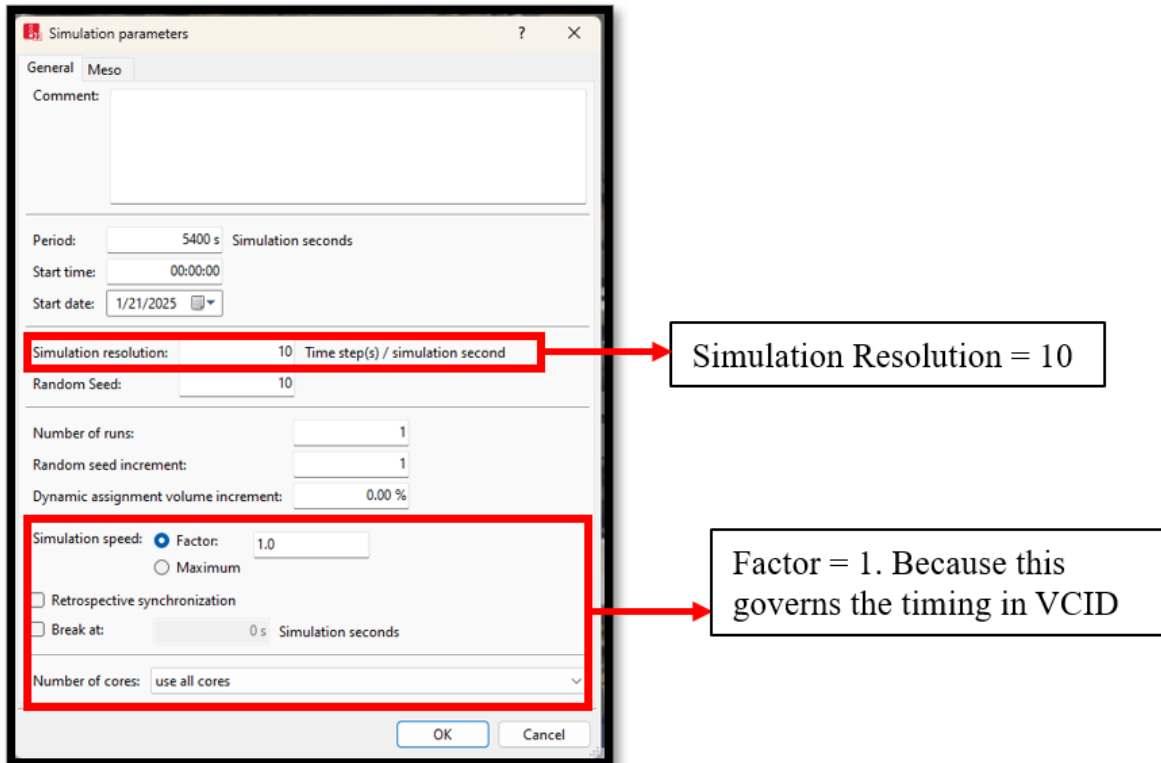 Simulation parameters ? ×
General Meso
Comment:
Period: 5400 s Simulation seconds
Start time: 00:00:00
Start date: 1/21/2025
Simulation resolution: 10 Time step(s) / simulation second
Random Seed: 10
Number of runs: 1
Random seed increment: 1
Dynamic assignment volume increment: 0.00 %
Simulation speed: Factor: 1.0
Maximum
Retrospective synchronization
Break at: 0 s Simulation seconds
Number of cores: use all cores
OK Cancel
Simulation Resolution = 10
Factor = 1. Because this
governs the timing in VCID